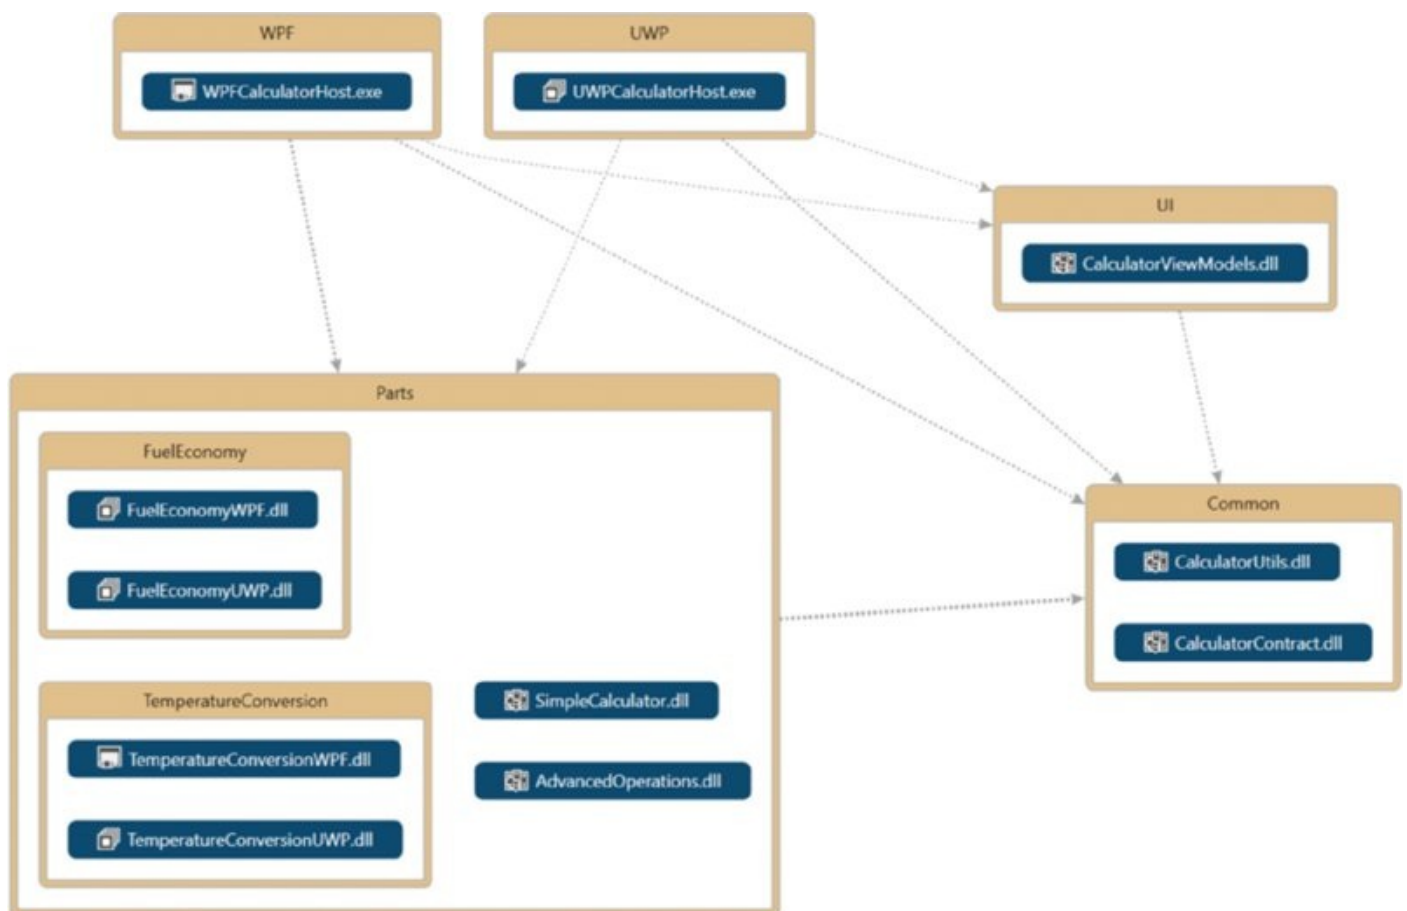 WPF
WPFCalculatorHost.exe
UWP
UWPCalculatorHost.exe
UI
CalculatorViewModels.dll
Parts
FuelEconomy
FuelEconomyWPF.dll
FuelEconomyUWP.dll
TemperatureConversion
TemperatureConversionWPF.dll
TemperatureConversionUWP.dll
SimpleCalculator.dll
AdvancedOperations.dll
Common
CalculatorUtils.dll
CalculatorContract.dll